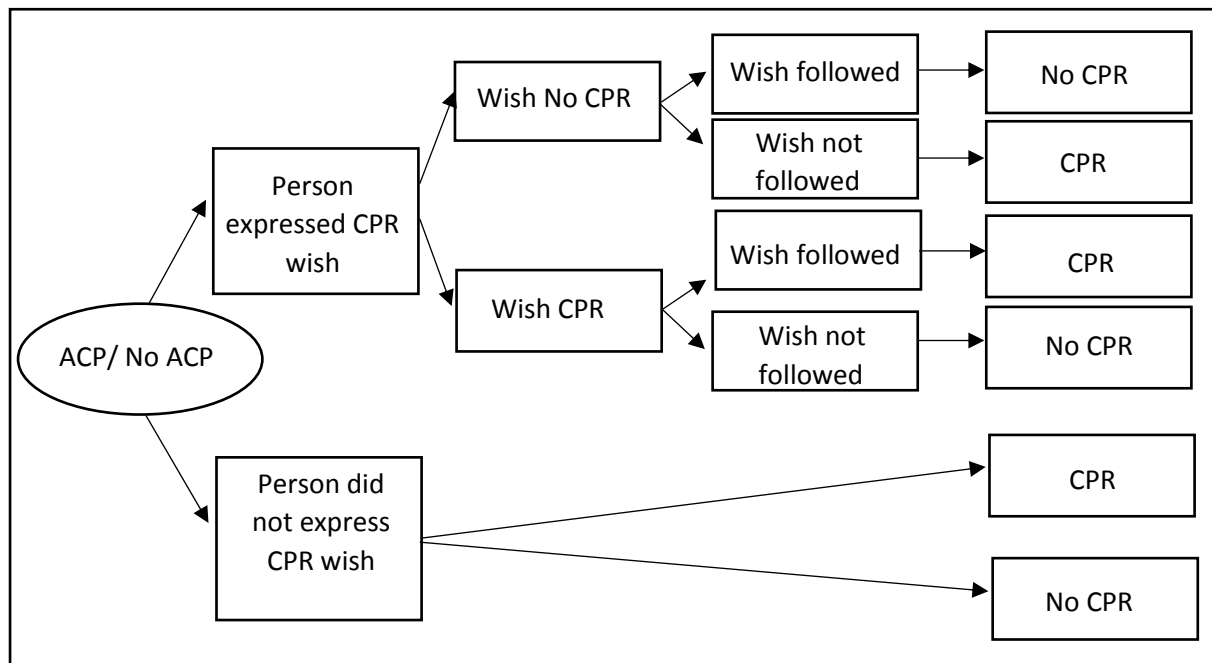 Wish followed
No CPR
Wish No CPR
Wish not
followed
CPR
Person
expressed CPR
wish
Wish followed
CPR
Wish CPR
Wish not
followed
No CPR
ACP/ No ACP
Person did
not express
CPR wish
CPR
No CPR